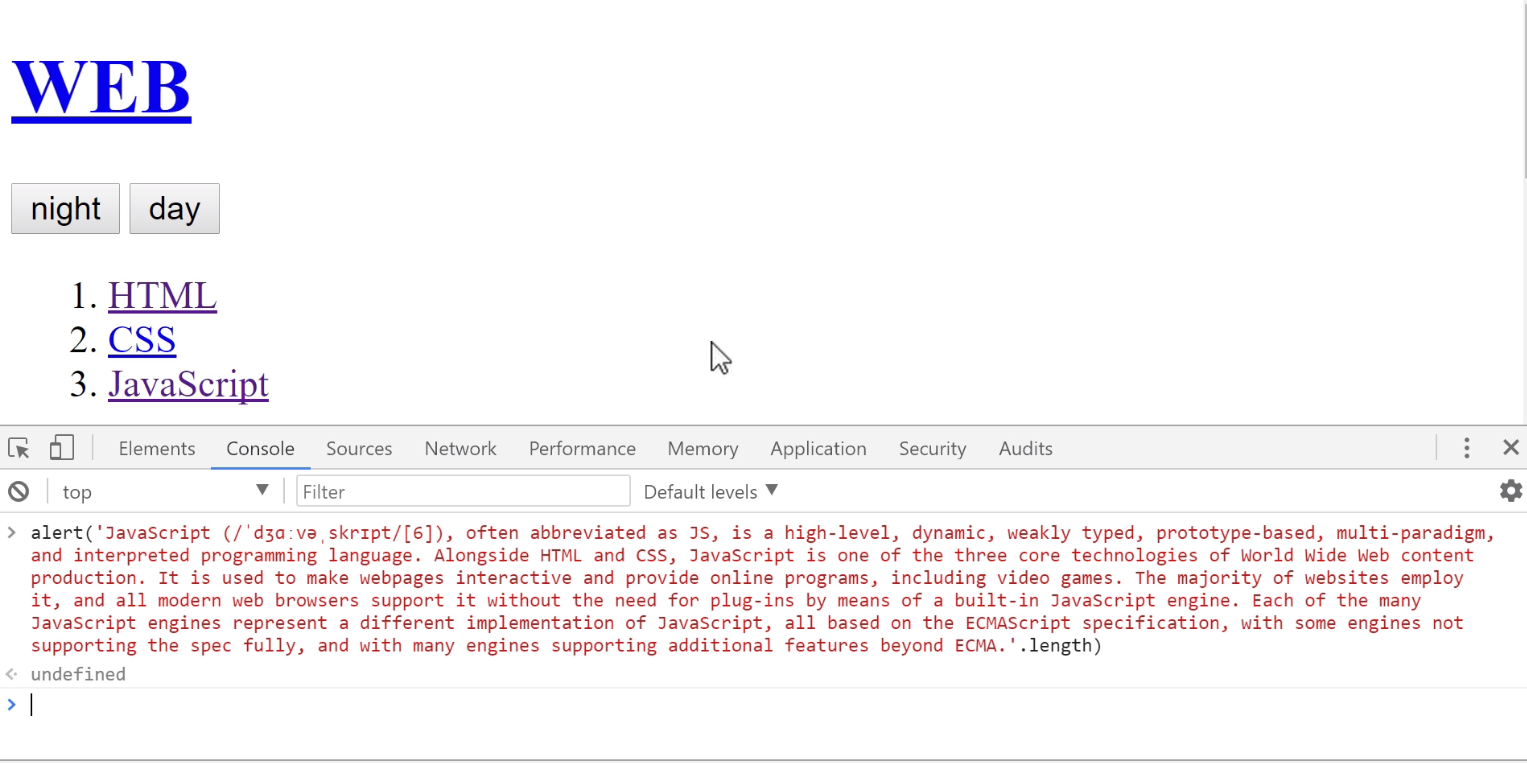 WEB
night day
1. HTML
2. CSS
3. JavaScript
Elements Console Sources Network Performance Memory Application Security Audits
top Filter Default levels
alert('JavaScript (/ˈdʒɑːvəˌskrɪpt/[6]), often abbreviated as JS, is a high-level, dynamic, weakly typed, prototype-based, multi-paradigm,
and interpreted programming language. Alongside HTML and CSS, JavaScript is one of the three core technologies of World Wide Web content
production. It is used to make webpages interactive and provide online programs, including video games. The majority of websites employ
it, and all modern web browsers support it without the need for plug-ins by means of a built-in JavaScript engine. Each of the many
JavaScript engines represent a different implementation of JavaScript, all based on the ECMAScript specification, with some engines not
supporting the spec fully, and with many engines supporting additional features beyond ECMA.'.length)
undefined